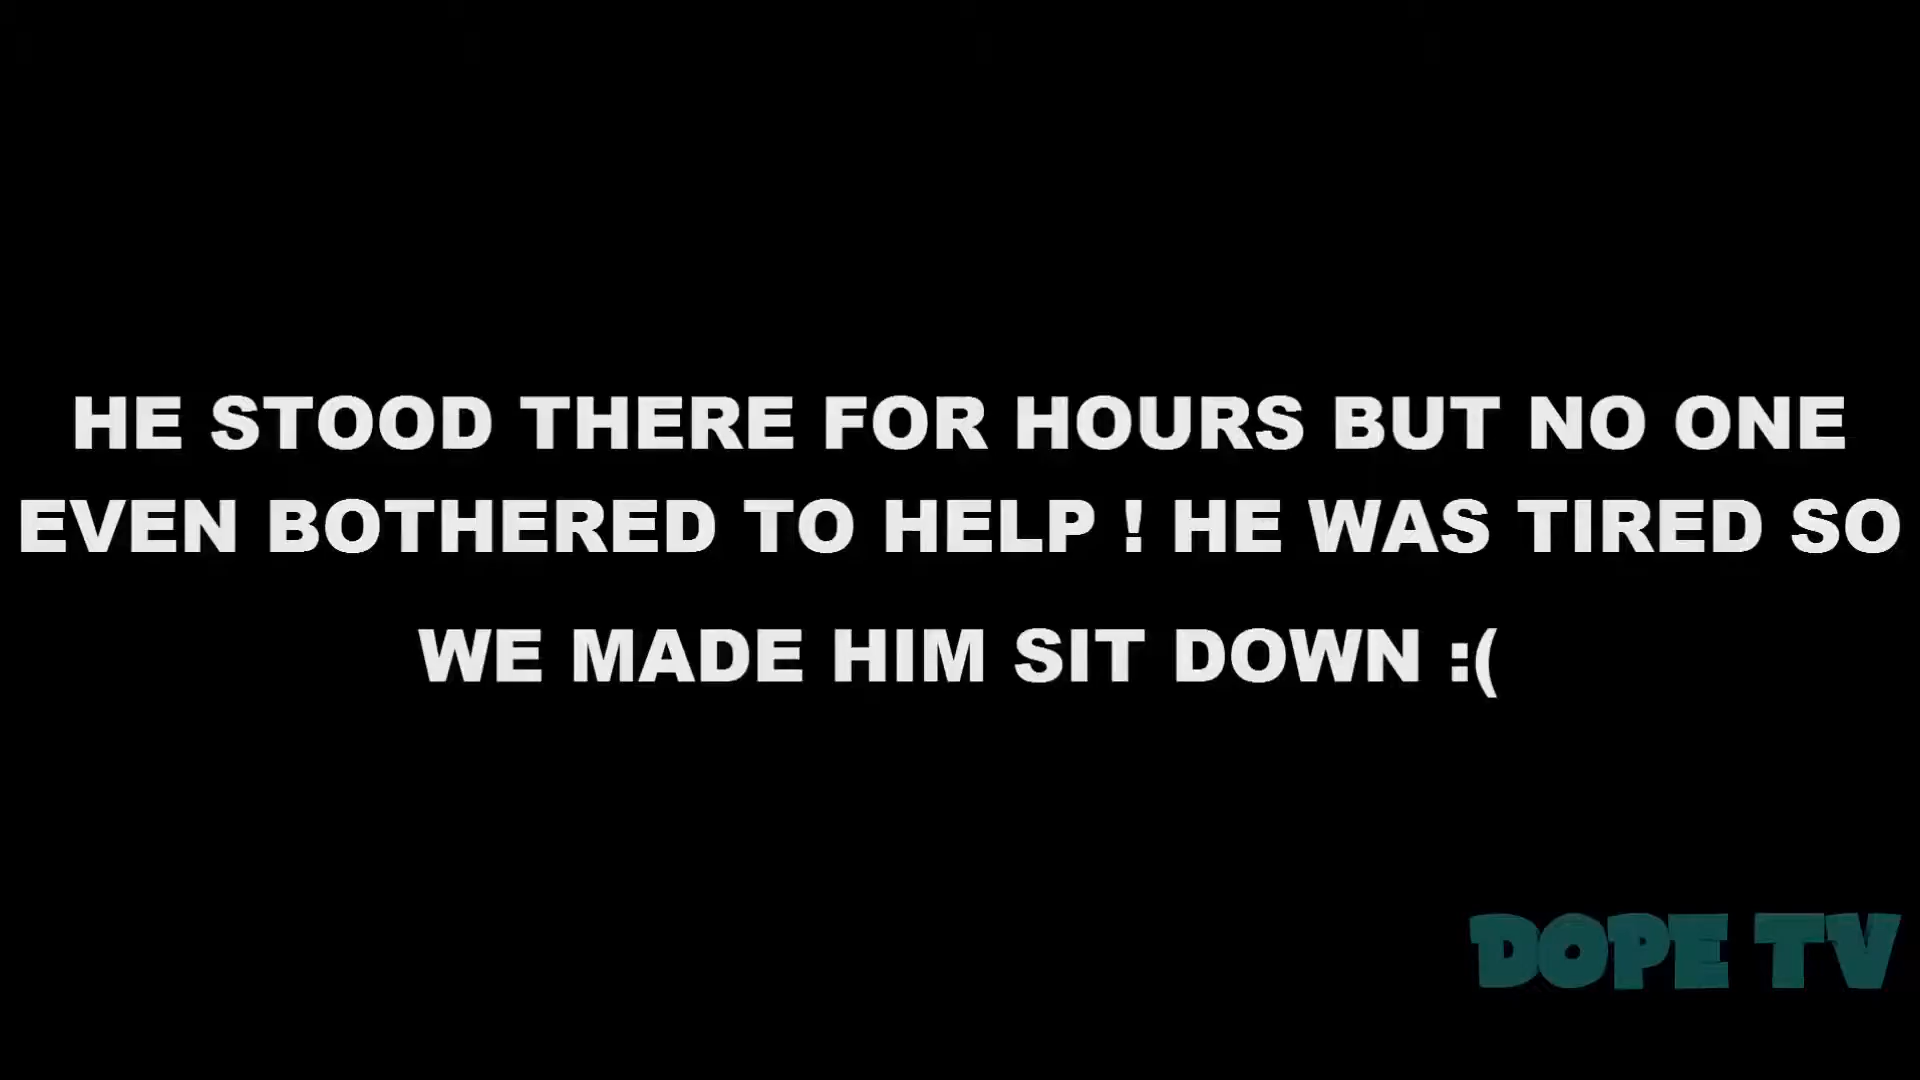 HE STOOD THERE FOR HOURS BUT NO ONE
EVEN BOTHERED TO HELP ! HE WAS TIRED SO
WE MADE HIM SIT DOWN :(
DOPE TV